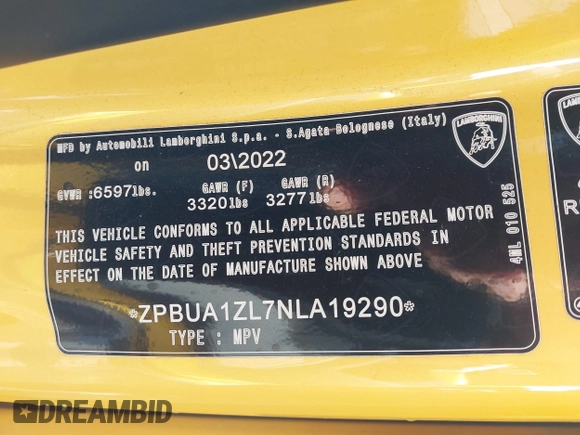 MFD by Automobili Lamborghini S.p.a. - S.Agata Bolognese (Italy)
on 03\2022
GVWR :6597lbs. GAWR (F) 3320lbs GAWR (R) 3277lbs
THIS VEHICLE CONFORMS TO ALL APPLICABLE FEDERAL MOTOR
VEHICLE SAFETY AND THEFT PREVENTION STANDARDS IN
EFFECT ON THE DATE OF MANUFACTURE SHOWN ABOVE
*ZPBUA1ZL7NLA19290*
TYPE : MPV
LAMBORGHINI
4ML 010 525
DREAMBID